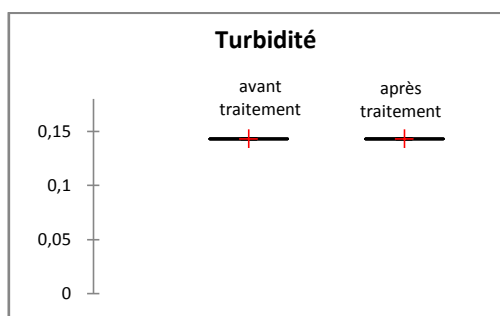 Turbidité
avant
traitement
après
traitement
0,15
0,1
0,05
0